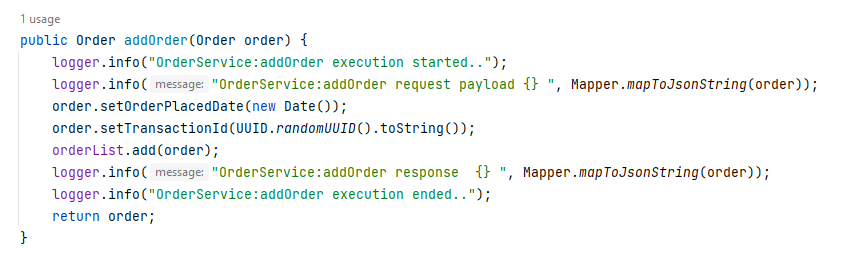 1 usage
public Order addOrder(Order order) {
    logger.info("OrderService:addOrder execution started..");
    logger.info( message: "OrderService:addOrder request payload {} ", Mapper.mapToJsonString(order));
    order.setOrderPlacedDate(new Date());
    order.setTransactionId(UUID.randomUUID().toString());
    orderList.add(order);
    logger.info( message: "OrderService:addOrder response  {} ", Mapper.mapToJsonString(order));
    logger.info("OrderService:addOrder execution ended..");
    return order;
}